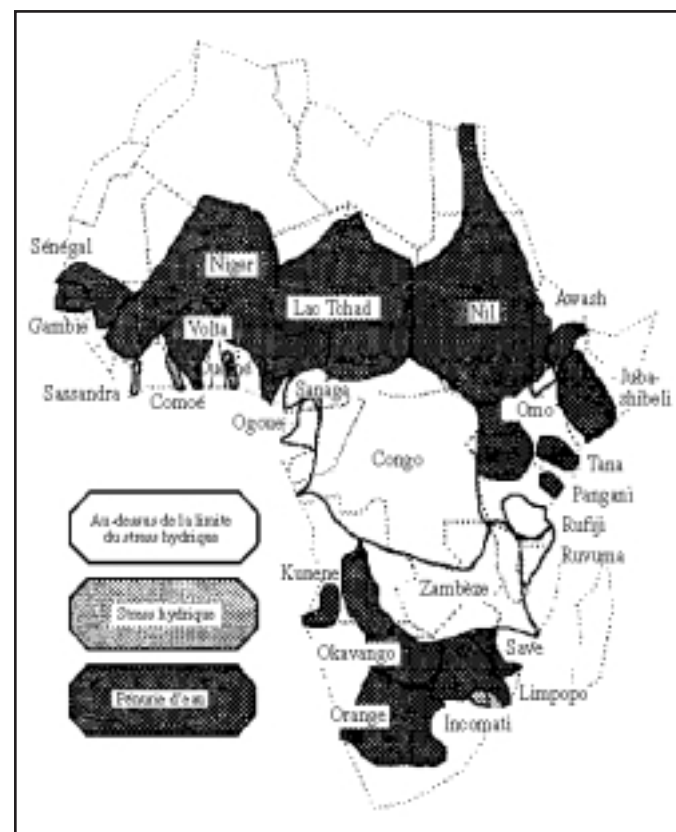 Sénégal
Niger
Lac Tchad
Nil
Awash
Gambie
Volta
Juba-
shibeli
Sassandra
Comoé
Sanaga
Omo
Ogoué
Congo
Tana
Pangani
Au-dessus de la limite
du stress hydrique
Rufiji
Ruvuma
Kunene
Zambèze
Stress hydrique
Okavango
Save
Limpopo
Pénurie d'eau
Orange
Incomati